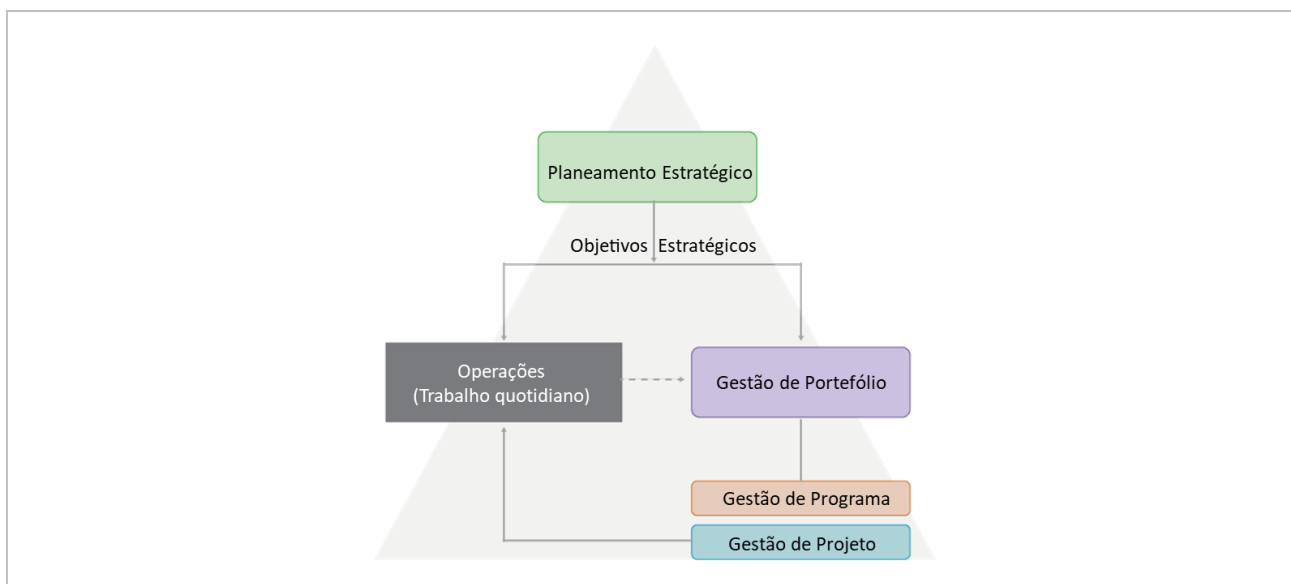 Planeamento Estratégico
Objetivos Estratégicos
Operações
(Trabalho quotidiano)
Gestão de Portefólio
Gestão de Programa
Gestão de Projeto